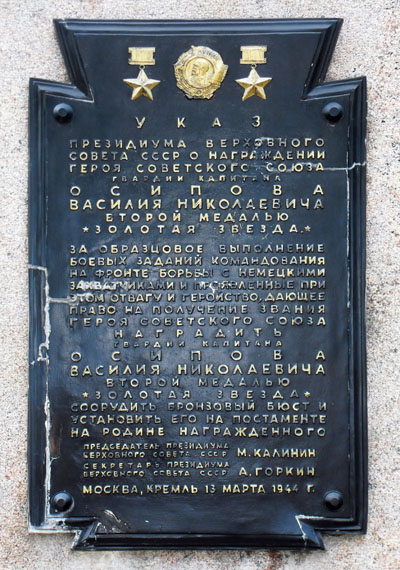 УКАЗ
ПРЕЗИДИУМА ВЕРХОВНОГО
СОВЕТА СССР О НАГРАЖДЕНИИ
ГЕРОЯ СОВЕТСКОГО СОЮЗА
ГВАРДИИ КАПИТАНА
ОСИПОВА
ВАСИЛИЯ НИКОЛАЕВИЧА
ВТОРОЙ МЕДАЛЬЮ
*ЗОЛОТАЯ ЗВЕЗДА.*
ЗА ОБРАЗЦОВОЕ ВЫПОЛНЕНИЕ
БОЕВЫХ ЗАДАНИЙ КОМАНДОВАНИЯ
НА ФРОНТЕ БОРЬБЫ С НЕМЕЦКИМИ
ЗАХВАТЧИКАМИ И ПРОЯВЛЕННЫЕ ПРИ
ЭТОМ ОТВАГУ И ГЕРОЙСТВО, ДАЮЩЕЕ
ПРАВО НА ПОЛУЧЕНИЕ ЗВАНИЯ
ГЕРОЯ СОВЕТСКОГО СОЮЗА
НАГРАДИТЬ
ГВАРДИИ КАПИТАНА
ОСИПОВА
ВАСИЛИЯ НИКОЛАЕВИЧА
ВТОРОЙ МЕДАЛЬЮ
*ЗОЛОТАЯ ЗВЕЗДА*
СООРУДИТЬ БРОНЗОВЫЙ БЮСТ И
УСТАНОВИТЬ ЕГО НА ПОСТАМЕНТЕ
НА РОДИНЕ НАГРАЖДЕННОГО
ПРЕДСЕДАТЕЛЬ ПРЕЗИДИУМА
ВЕРХОВНОГО СОВЕТА СССР М. КАЛИНИН
СЕКРЕТАРЬ ПРЕЗИДИУМА
ВЕРХОВНОГО СОВЕТА СССР А. ГОРКИН
МОСКВА, КРЕМЛЬ 13 МАРТА 1944 Г.